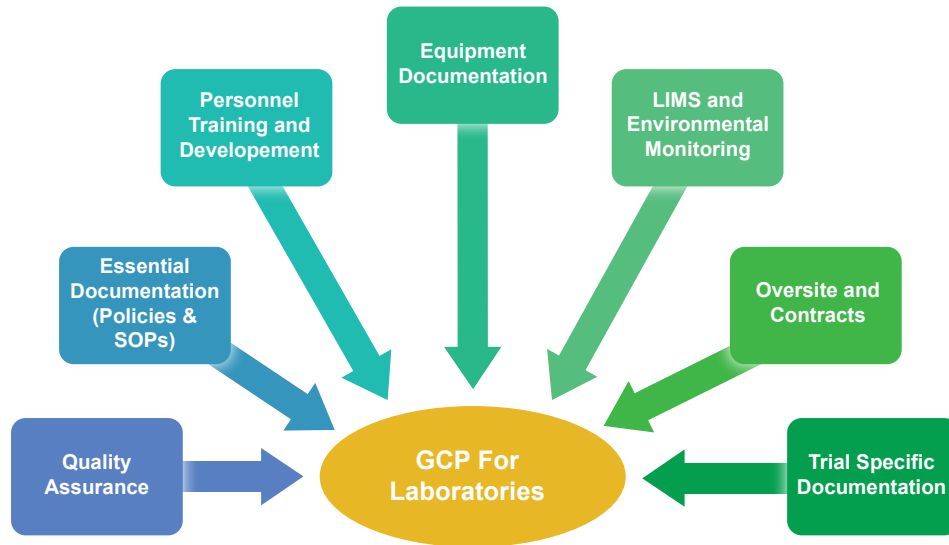 Equipment
Documentation
Personnel
Training and
Developement
LIMS and
Environmental
Monitoring
Essential
Documentation
(Policies &
SOPs)
Oversite and
Contracts
Quality
Assurance
GCP For
Laboratories
Trial Specific
Documentation